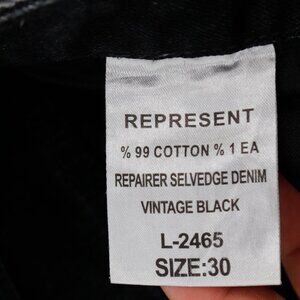 REPRESENT
% 99 COTTON % 1 EA
REPAIRER SELVEDGE DENIM
VINTAGE BLACK
L-2465
SIZE:30